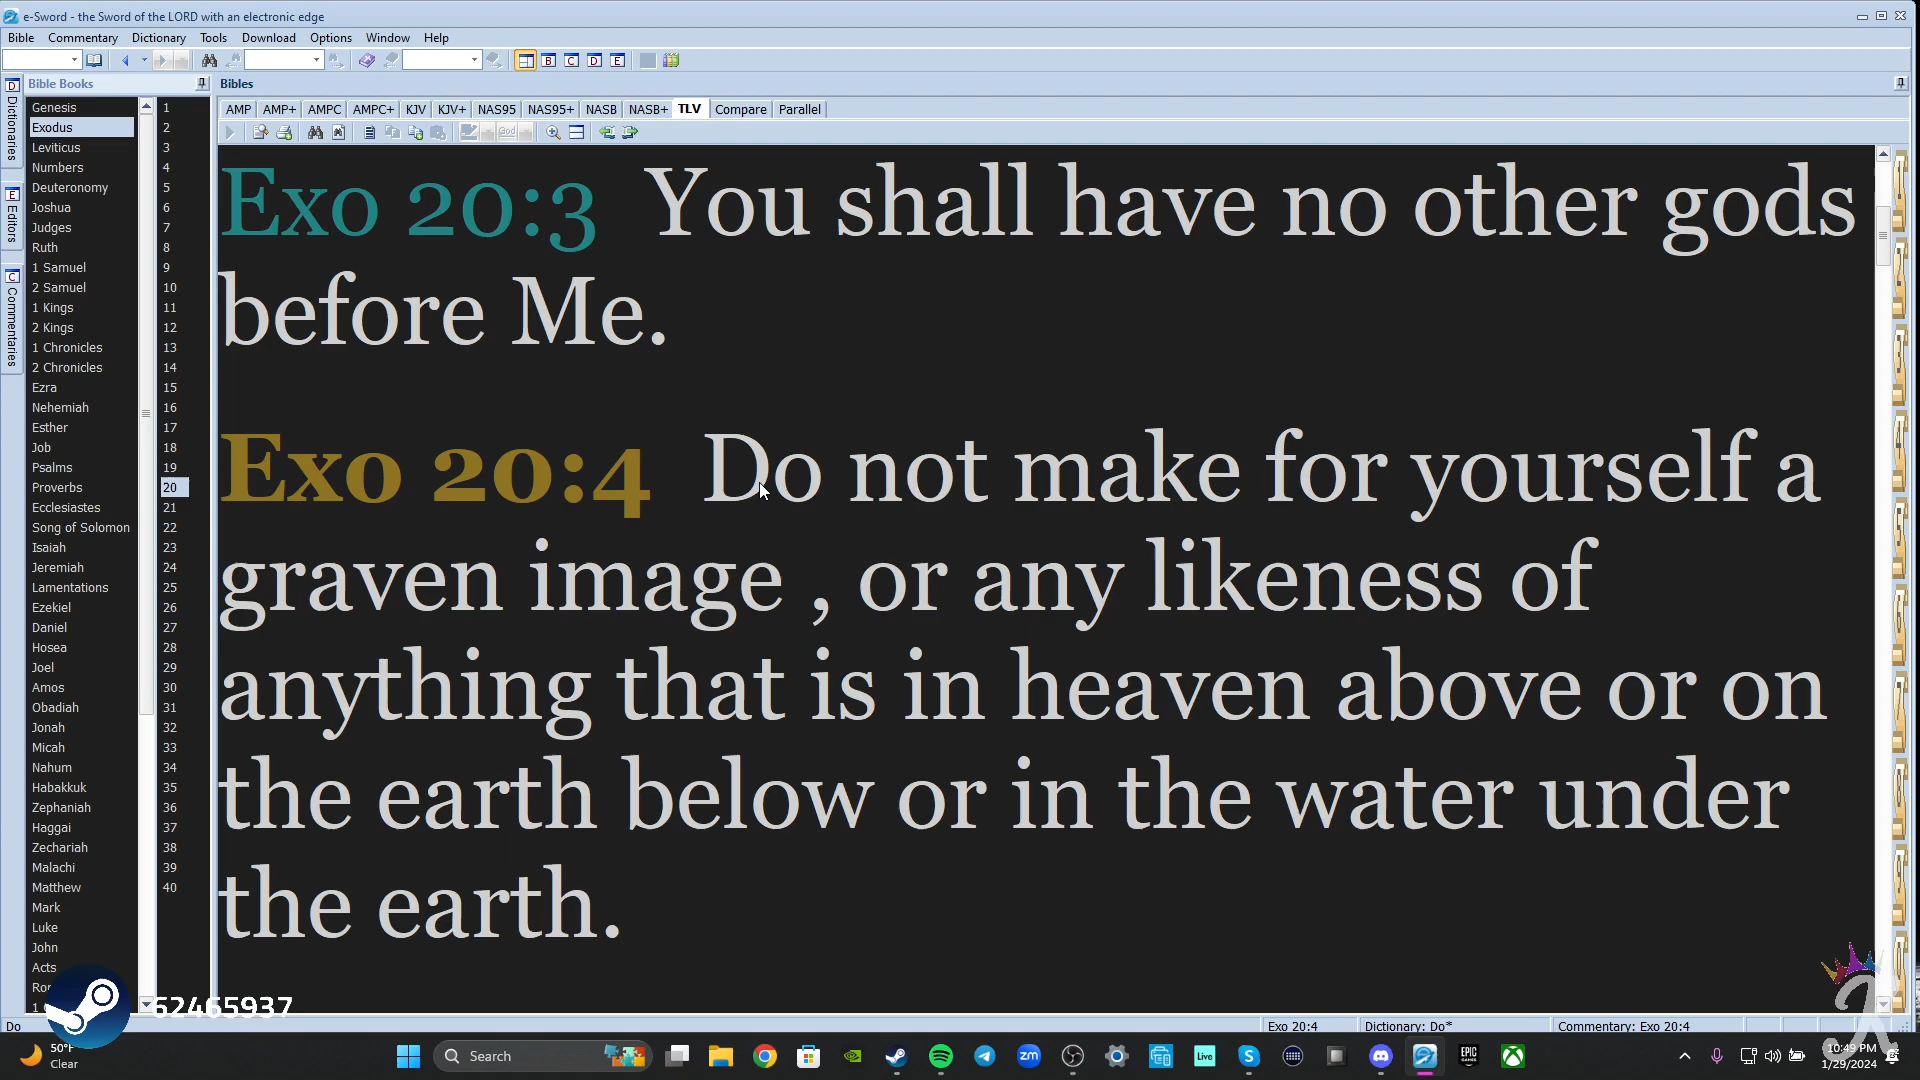 e-Sword - the Sword of the LORD with an electronic edge
Bible Commentary Dictionary Tools Download Options Window Help
B C D E
Bible Books
Bibles
AMP AMP+ AMPC AMPC+ KJV KJV+ NAS95 NAS95+ NASB NASB+ TLV Compare Parallel
God
D Dictionaries
E Editors
C Commentaries
Genesis
Exodus
Leviticus
Numbers
Deuteronomy
Joshua
Judges
Ruth
1 Samuel
2 Samuel
1 Kings
2 Kings
1 Chronicles
2 Chronicles
Ezra
Nehemiah
Esther
Job
Psalms
Proverbs
Ecclesiastes
Song of Solomon
Isaiah
Jeremiah
Lamentations
Ezekiel
Daniel
Hosea
Joel
Amos
Obadiah
Jonah
Micah
Nahum
Habakkuk
Zephaniah
Haggai
Zechariah
Malachi
Matthew
Mark
Luke
John
Acts
1
2
3
4
5
6
7
8
9
10
11
12
13
14
15
16
17
18
19
20
21
22
23
24
25
26
27
28
29
30
31
32
33
34
35
36
37
38
39
40
Exo 20:3 You shall have no other gods
before Me.
Exo 20:4 Do not make for yourself a
graven image , or any likeness of
anything that is in heaven above or on
the earth below or in the water under
the earth.
62465937
Do
Exo 20:4
Dictionary: Do*
Commentary: Exo 20:4
50°F
Clear
Search
zm
Live
EPIC GAMES
10:49 PM
1/29/2024